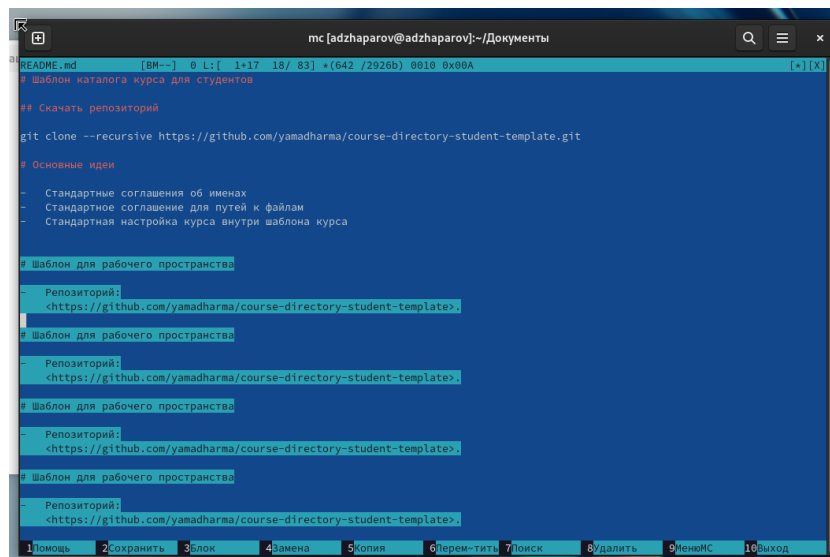 mc [adzhaparov@adzhaparov]:~/Документы
README.md [BM--] 0 L:[ 1+17 18/ 83] *(642 /2926b) 0010 0x00A [*][X]
# Шаблон каталога курса для студентов
## Скачать репозиторий
git clone --recursive https://github.com/yamadharma/course-directory-student-template.git
# Основные идеи
- Стандартные соглашения об именах
- Стандартное соглашение для путей к файлам
- Стандартная настройка курса внутри шаблона курса
# Шаблон для рабочего пространства
- Репозиторий:
<https://github.com/yamadharma/course-directory-student-template>.
# Шаблон для рабочего пространства
- Репозиторий:
<https://github.com/yamadharma/course-directory-student-template>.
# Шаблон для рабочего пространства
- Репозиторий:
<https://github.com/yamadharma/course-directory-student-template>.
# Шаблон для рабочего пространства
- Репозиторий:
<https://github.com/yamadharma/course-directory-student-template>.
1Помощь 2Сохранить 3Блок 4Замена 5Копия 6Перем~тить 7Поиск 8Удалить 9МенюMC 10Выход